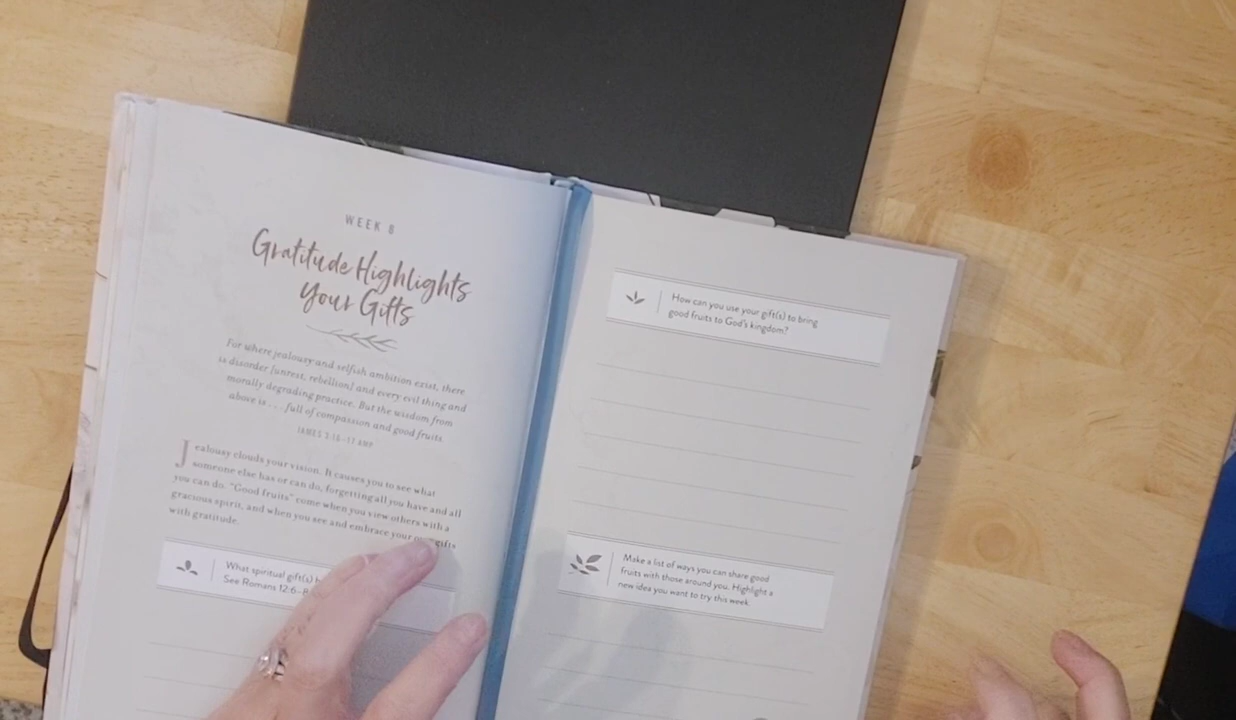 WEEK 8
Gratitude Highlights
Your Gifts
For where jealousy and selfish ambition exist, there
is disorder [unrest, rebellion] and every evil thing and
morally degrading practice. But the wisdom from
above is . . . full of compassion and good fruits.
JAMES 3:16–17 AMP
Jealousy clouds your vision. It causes you to see what
someone else has or can do, forgetting all you have and all
you can do. "Good fruits" come when you view others with a
gracious spirit, and when you see and embrace your own gifts
with gratitude.
What spiritual gift(s)
See Romans 12:6–8
How can you use your gift(s) to bring
good fruits to God's kingdom?
Make a list of ways you can share good
fruits with those around you. Highlight a
new idea you want to try this week.